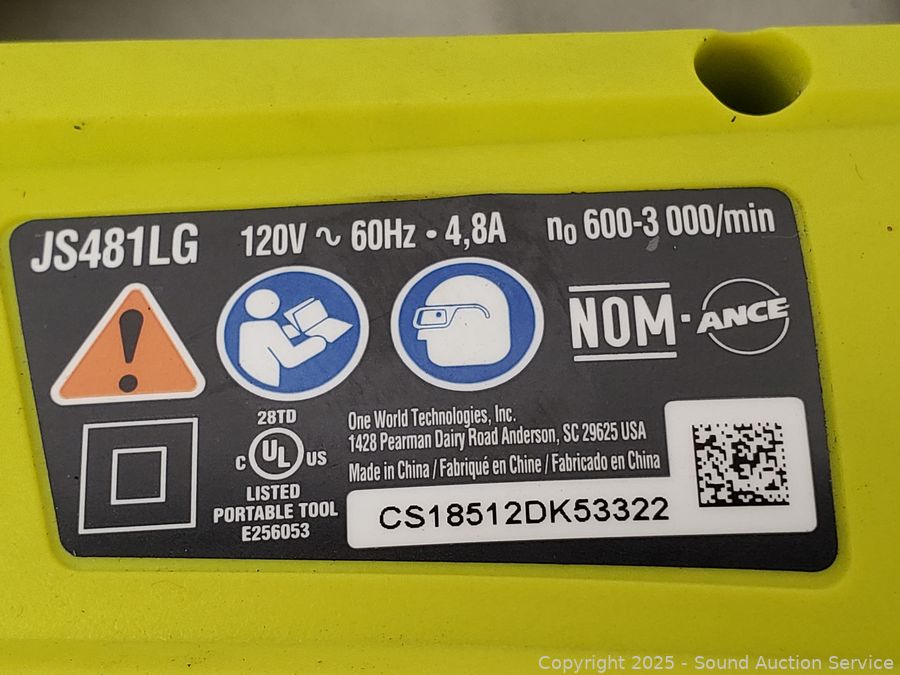 JS481LG 120V ~ 60Hz • 4,8A n₀ 600-3 000/min
NOM-ANCE
28TD
C UL US
LISTED
PORTABLE TOOL
E256053
One World Technologies, Inc.
1428 Pearman Dairy Road Anderson, SC 29625 USA
Made in China / Fabriqué en Chine / Fabricado en China
CS18512DK53322
Copyright 2025 - Sound Auction Service